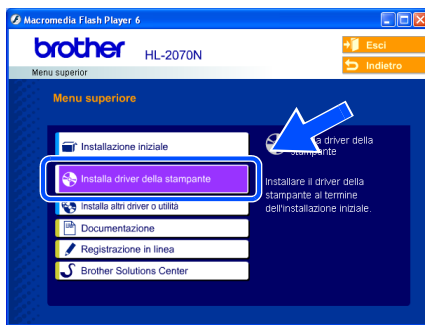 Macromedia Flash Player 6
brother HL-2070N
Esci
Indietro
Menu superior
Menu superiore
Installazione iniziale
Installa driver della stampante
Installa altri driver o utilità
Documentazione
Registrazione in linea
Brother Solutions Center
driver della
stampante
Installare il driver della
stampante al termine
dell'installazione iniziale.